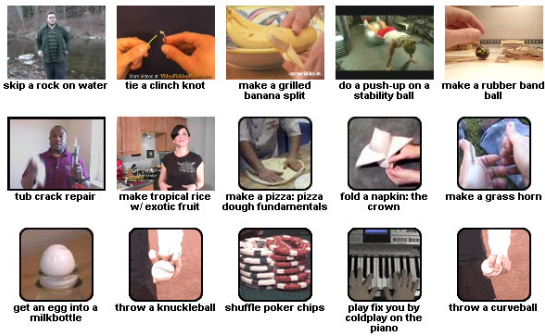 skip a rock on water
tie a clinch knot
make a grilled
banana split
do a push-up on a
stability ball
make a rubber band
ball
tub crack repair
make tropical rice
w/ exotic fruit
make a pizza: pizza
dough fundamentals
fold a napkin: the
crown
make a grass horn
get an egg into a
milkbottle
throw a knuckleball
shuffle poker chips
play fix you by
coldplay on the
piano
throw a curveball